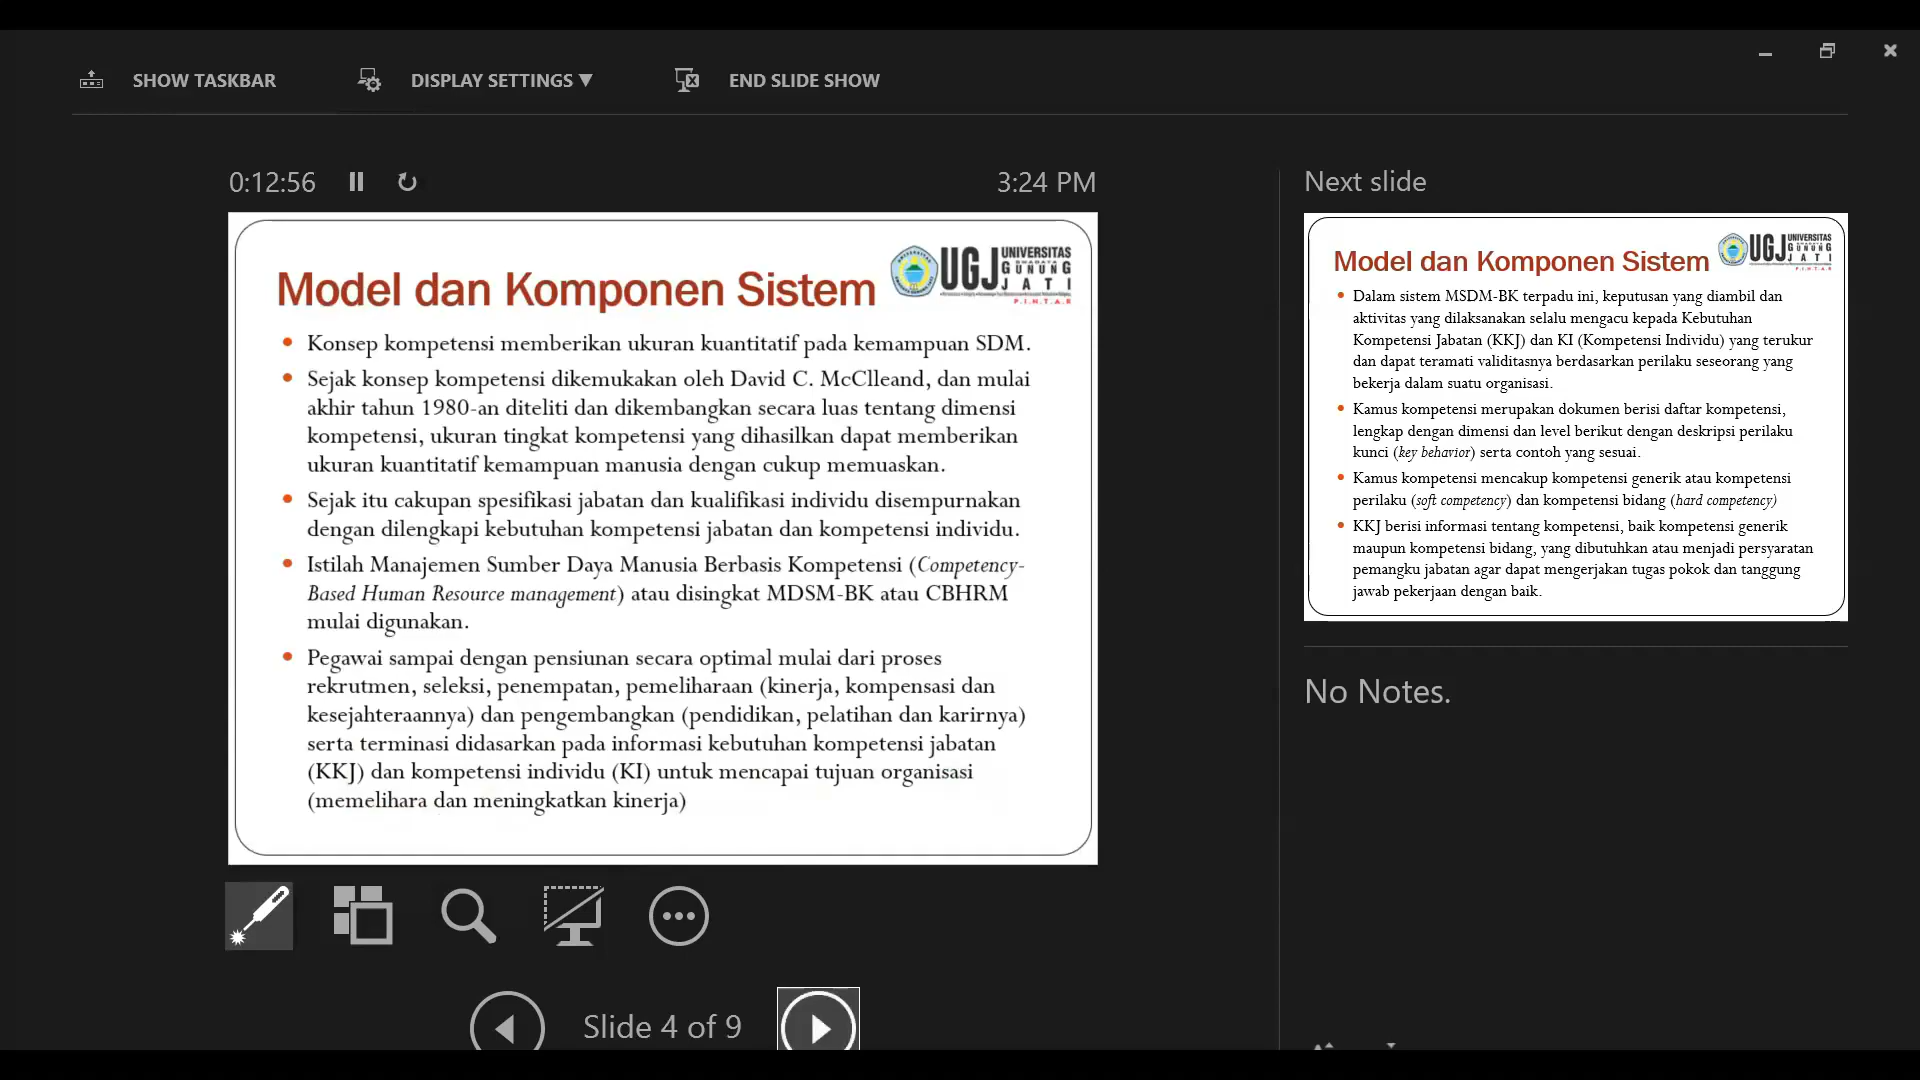 SHOW TASKBAR
DISPLAY SETTINGS ▼
END SLIDE SHOW
0:12:56
3:24 PM
Model dan Komponen Sistem
UGJ UNIVERSITAS
SWADAYA
GUNUNG
JATI
P.I.N.T.A.R
• Konsep kompetensi memberikan ukuran kuantitatif pada kemampuan SDM.
• Sejak konsep kompetensi dikemukakan oleh David C. McClleand, dan mulai
akhir tahun 1980-an diteliti dan dikembangkan secara luas tentang dimensi
kompetensi, ukuran tingkat kompetensi yang dihasilkan dapat memberikan
ukuran kuantitatif kemampuan manusia dengan cukup memuaskan.
• Sejak itu cakupan spesifikasi jabatan dan kualifikasi individu disempurnakan
dengan dilengkapi kebutuhan kompetensi jabatan dan kompetensi individu.
• Istilah Manajemen Sumber Daya Manusia Berbasis Kompetensi (Competency-
Based Human Resource management) atau disingkat MDSM-BK atau CBHRM
mulai digunakan.
• Pegawai sampai dengan pensiunan secara optimal mulai dari proses
rekrutmen, seleksi, penempatan, pemeliharaan (kinerja, kompensasi dan
kesejahteraannya) dan pengembangkan (pendidikan, pelatihan dan karirnya)
serta terminasi didasarkan pada informasi kebutuhan kompetensi jabatan
(KKJ) dan kompetensi individu (KI) untuk mencapai tujuan organisasi
(memelihara dan meningkatkan kinerja)
Slide 4 of 9
Next slide
Model dan Komponen Sistem
UGJ UNIVERSITAS
SWADAYA
GUNUNG
JATI
P.I.N.T.A.R
• Dalam sistem MSDM-BK terpadu ini, keputusan yang diambil dan
aktivitas yang dilaksanakan selalu mengacu kepada Kebutuhan
Kompetensi Jabatan (KKJ) dan KI (Kompetensi Individu) yang terukur
dan dapat teramati validitasnya berdasarkan perilaku seseorang yang
bekerja dalam suatu organisasi.
• Kamus kompetensi merupakan dokumen berisi daftar kompetensi,
lengkap dengan dimensi dan level berikut dengan deskripsi perilaku
kunci (key behavior) serta contoh yang sesuai.
• Kamus kompetensi mencakup kompetensi generik atau kompetensi
perilaku (soft competency) dan kompetensi bidang (hard competency)
• KKJ berisi informasi tentang kompetensi, baik kompetensi generik
maupun kompetensi bidang, yang dibutuhkan atau menjadi persyaratan
pemangku jabatan agar dapat mengerjakan tugas pokok dan tanggung
jawab pekerjaan dengan baik.
No Notes.